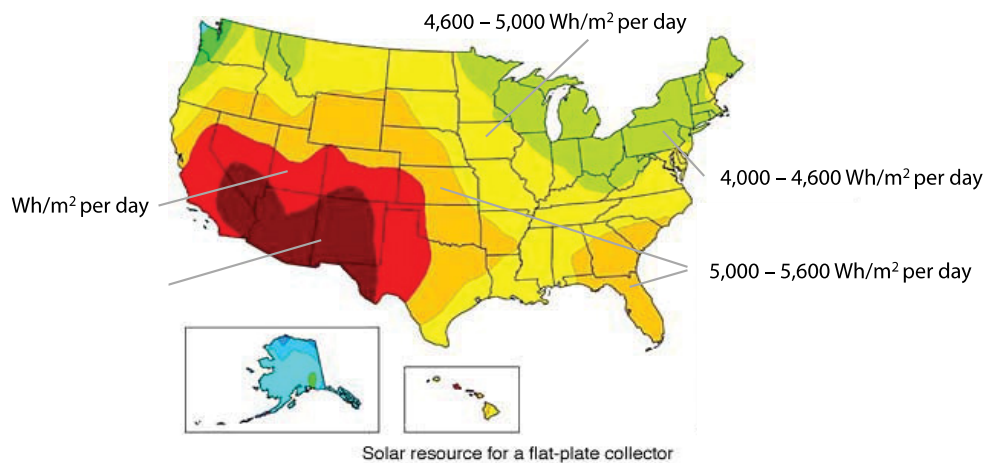 4,600 – 5,000 Wh/m² per day
4,000 – 4,600 Wh/m² per day
Wh/m² per day
5,000 – 5,600 Wh/m² per day
Solar resource for a flat-plate collector